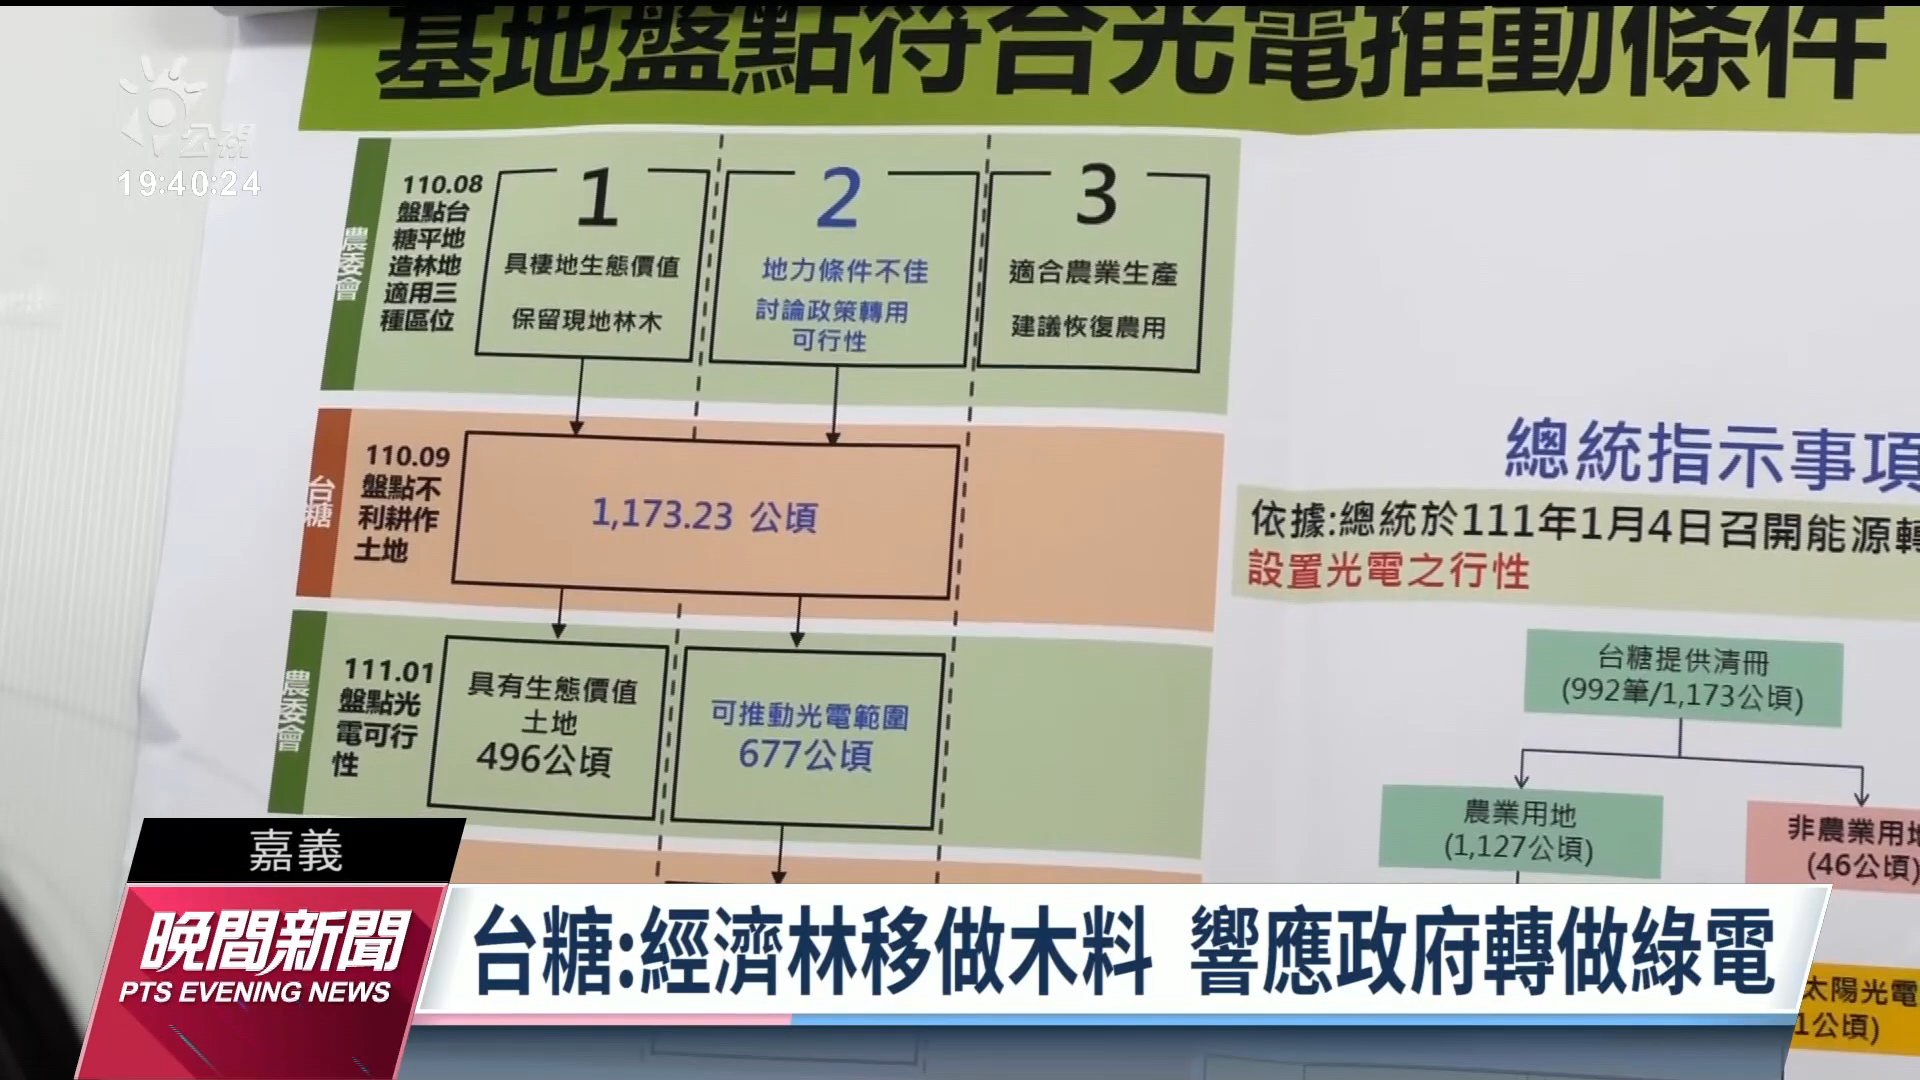 基地盤點符合光電推動條件
公視
19:40:24
農委會
110.08
盤點台
糖平地
造林地
適用三
種區位
1
具棲地生態價值
保留現地林木
2
地力條件不佳
討論政策轉用
可行性
3
適合農業生產
建議恢復農用
台糖
110.09
盤點不
利耕作
土地
1,173.23 公頃
農委會
111.01
盤點光
電可行
性
具有生態價值
土地
496公頃
可推動光電範圍
677公頃
總統指示事項
依據:總統於111年1月4日召開能源轉
設置光電之行性
台糖提供清冊
(992筆/1,173公頃)
農業用地
(1,127公頃)
非農業用地
(46公頃)
太陽光電
1公頃)
嘉義
晚間新聞
PTS EVENING NEWS
台糖:經濟林移做木料 響應政府轉做綠電